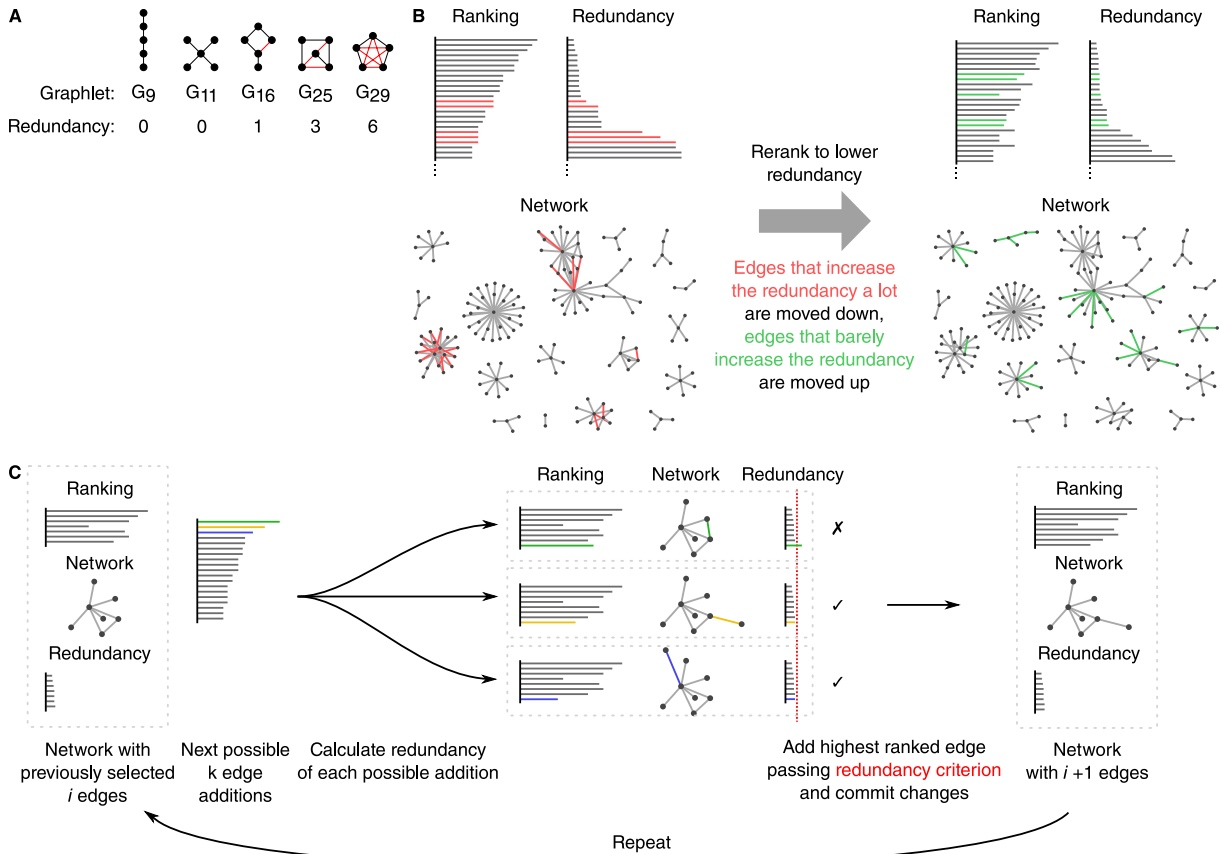 A
Graphlet: G9 G11 G16 G25 G29
Redundancy: 0 0 1 3 6
B
Ranking Redundancy
Network
Rerank to lower
redundancy
Edges that increase
the redundancy a lot
are moved down,
edges that barely
increase the redundancy
are moved up
Ranking Redundancy
Network
C
Ranking
Network
Redundancy
Network with
previously selected
i edges
Next possible
k edge
additions
Calculate redundancy
of each possible addition
Ranking Network Redundancy
✗
✓
✓
Add highest ranked edge
passing redundancy criterion
and commit changes
Ranking
Network
Redundancy
Network
with i +1 edges
Repeat